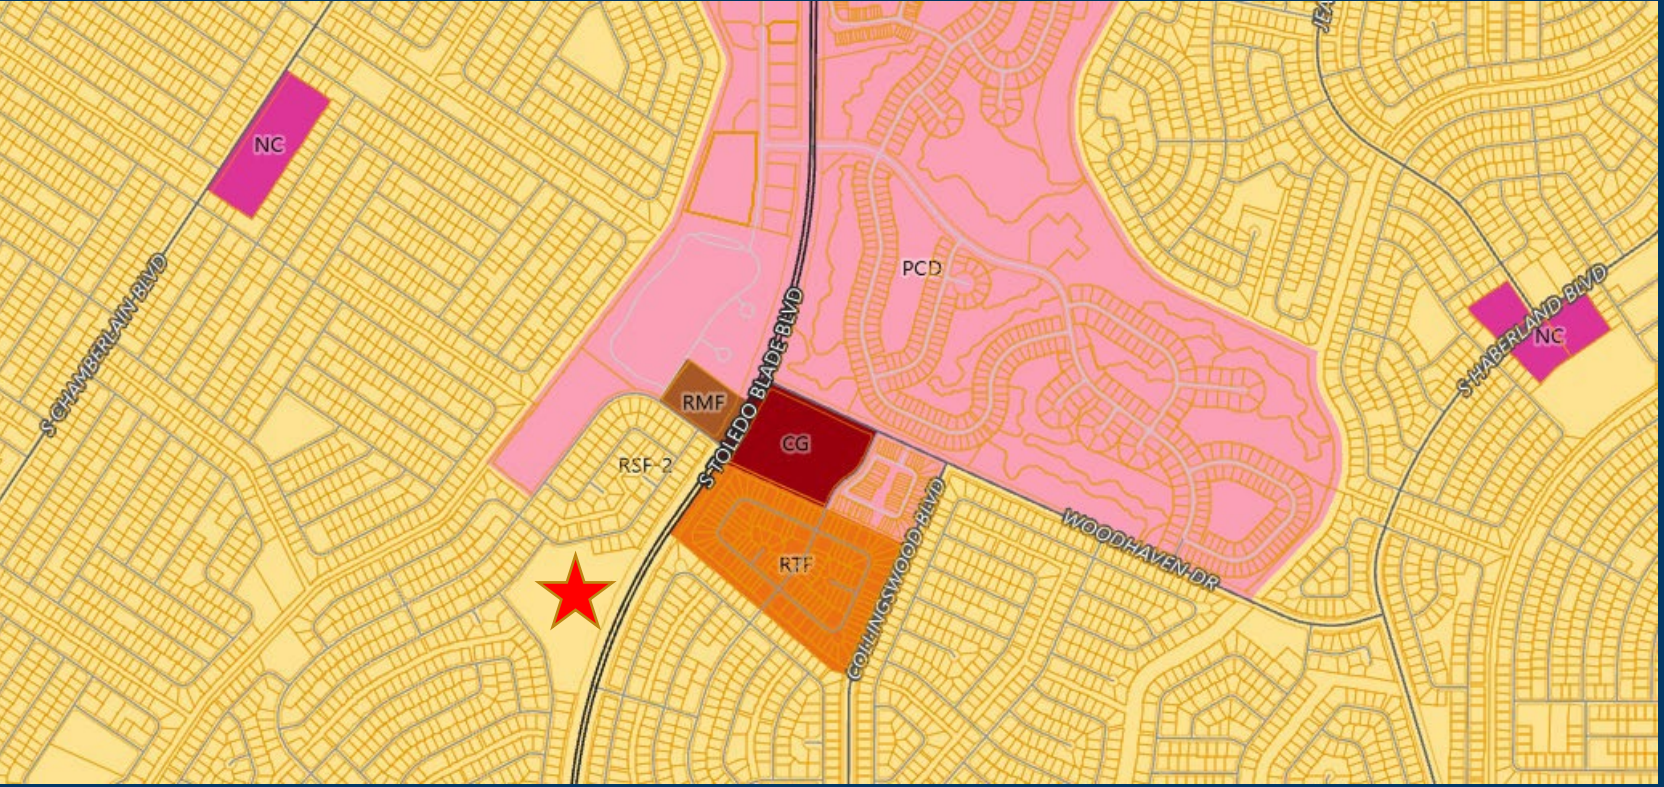 NC
S-CHAMBERLAIN-BLVD
PCD
S-TOLEDO BLADE-BLVD
S-HABERLAND BLVD
NC
RMF
CG
RSF-2
RTF
COLLINGSWOOD-BLVD
WOODHAVEN-DR